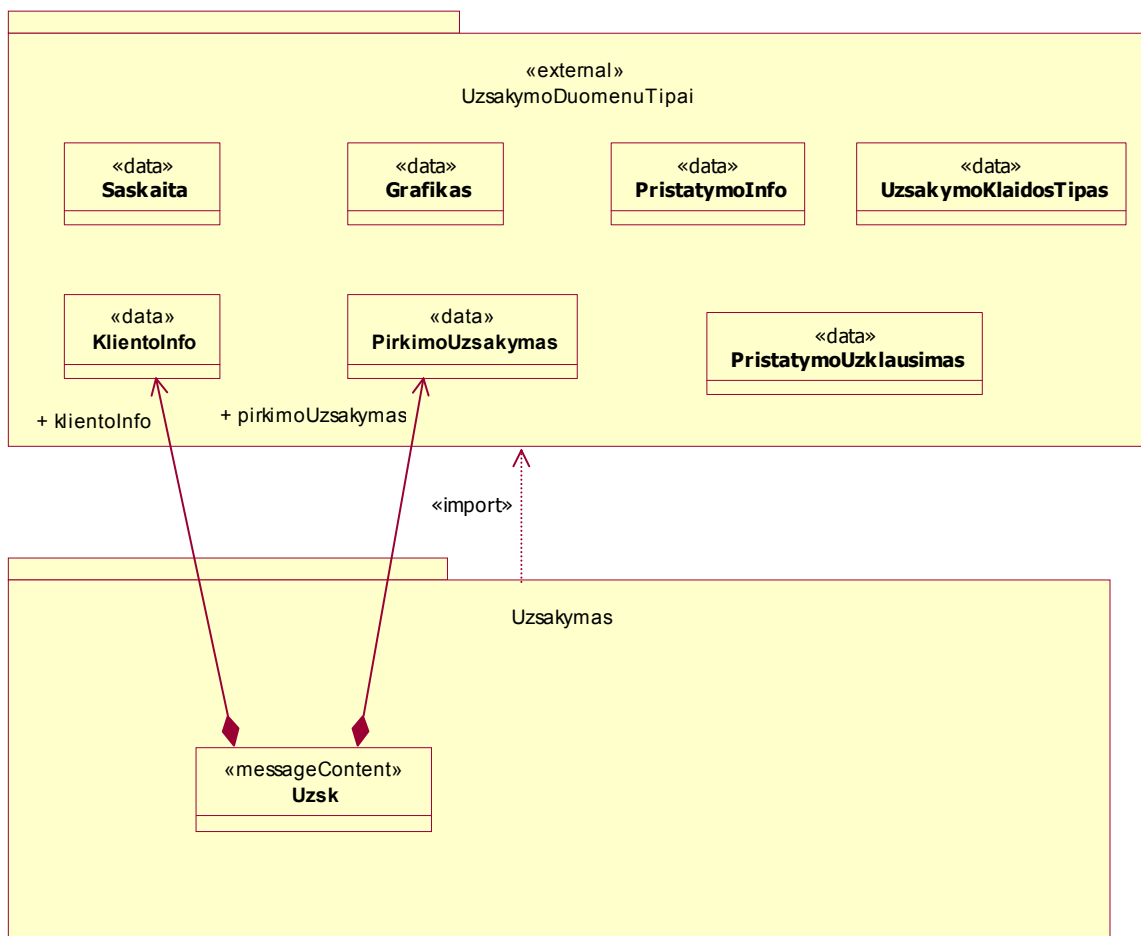 «external»
UzsakymoDuomenuTipai
«data»
Saskaita
«data»
Grafikas
«data»
PristatymoInfo
«data»
UzsakymoKlaidosTipas
«data»
KlientoInfo
«data»
PirkimoUzsakymas
«data»
PristatymoUzklausimas
+ klientoInfo
+ pirkimoUzsakymas
«import»
Uzsakymas
«messageContent»
Uzsk